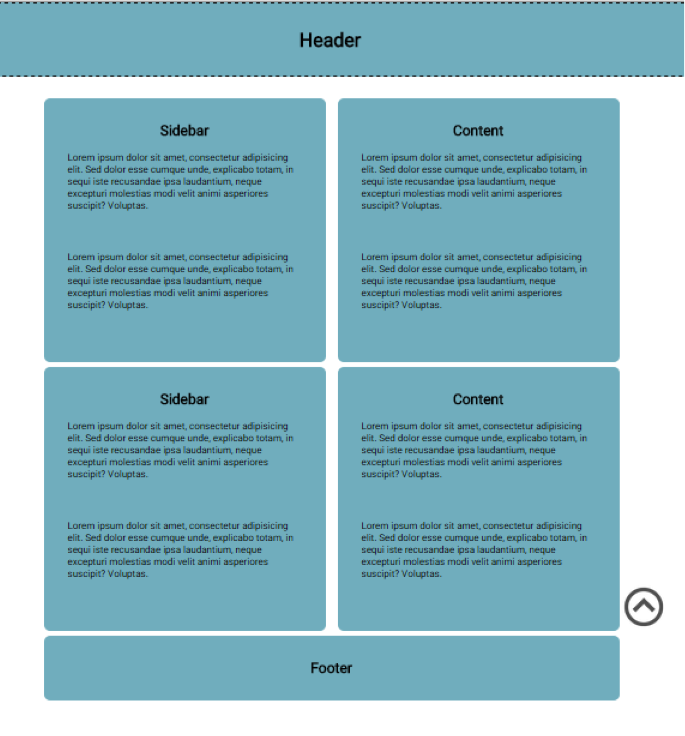 Header
Sidebar
Lorem ipsum dolor sit amet, consectetur adipisicing
elit. Sed dolor esse cumque unde, explicabo totam, in
sequi iste recusandae ipsa laudantium, neque
excepturi molestias modi velit animi asperiores
suscipit? Voluptas.
Lorem ipsum dolor sit amet, consectetur adipisicing
elit. Sed dolor esse cumque unde, explicabo totam, in
sequi iste recusandae ipsa laudantium, neque
excepturi molestias modi velit animi asperiores
suscipit? Voluptas.
Content
Lorem ipsum dolor sit amet, consectetur adipisicing
elit. Sed dolor esse cumque unde, explicabo totam, in
sequi iste recusandae ipsa laudantium, neque
excepturi molestias modi velit animi asperiores
suscipit? Voluptas.
Lorem ipsum dolor sit amet, consectetur adipisicing
elit. Sed dolor esse cumque unde, explicabo totam, in
sequi iste recusandae ipsa laudantium, neque
excepturi molestias modi velit animi asperiores
suscipit? Voluptas.
Sidebar
Lorem ipsum dolor sit amet, consectetur adipisicing
elit. Sed dolor esse cumque unde, explicabo totam, in
sequi iste recusandae ipsa laudantium, neque
excepturi molestias modi velit animi asperiores
suscipit? Voluptas.
Lorem ipsum dolor sit amet, consectetur adipisicing
elit. Sed dolor esse cumque unde, explicabo totam, in
sequi iste recusandae ipsa laudantium, neque
excepturi molestias modi velit animi asperiores
suscipit? Voluptas.
Content
Lorem ipsum dolor sit amet, consectetur adipisicing
elit. Sed dolor esse cumque unde, explicabo totam, in
sequi iste recusandae ipsa laudantium, neque
excepturi molestias modi velit animi asperiores
suscipit? Voluptas.
Lorem ipsum dolor sit amet, consectetur adipisicing
elit. Sed dolor esse cumque unde, explicabo totam, in
sequi iste recusandae ipsa laudantium, neque
excepturi molestias modi velit animi asperiores
suscipit? Voluptas.
Footer